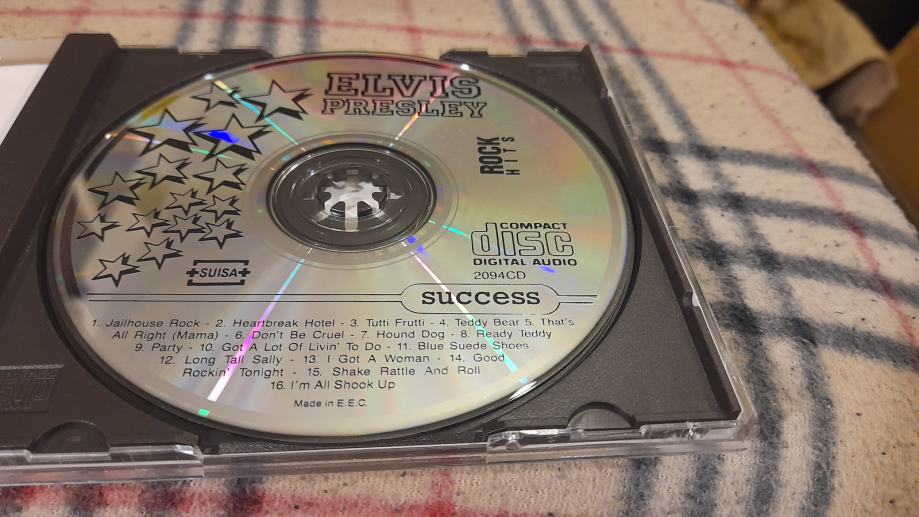 ELVIS
PRESLEY
ROCK
HITS
COMPACT
disc
DIGITAL AUDIO
SUISA
2094CD
success
1. Jailhouse Rock - 2. Heartbreak Hotel - 3. Tutti Frutti - 4. Teddy Bear 5. That's
All Right (Mama) - 6. Don't Be Cruel - 7. Hound Dog - 8. Ready Teddy
9. Party - 10. Got A Lot Of Livin' To Do - 11. Blue Suede Shoes
12. Long Tall Sally - 13. I Got A Woman - 14. Good
Rockin' Tonight - 15. Shake Rattle And Roll
16. I'm All Shook Up
Made in E.E.C.